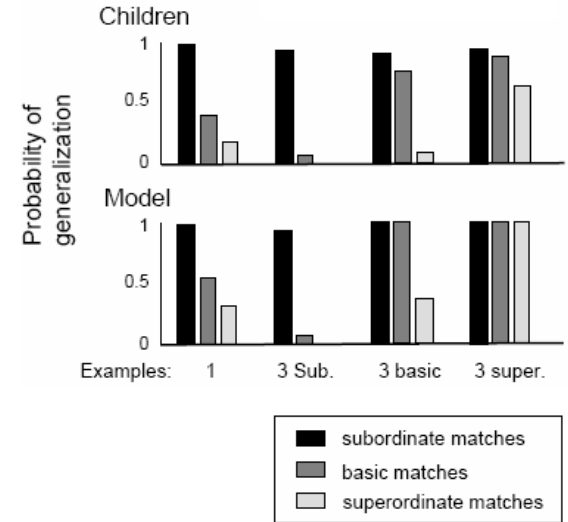 Children
Probability of
generalization
1
0.5
0
Model
1
0.5
0
Examples: 1 3 Sub. 3 basic 3 super.
subordinate matches
basic matches
superordinate matches